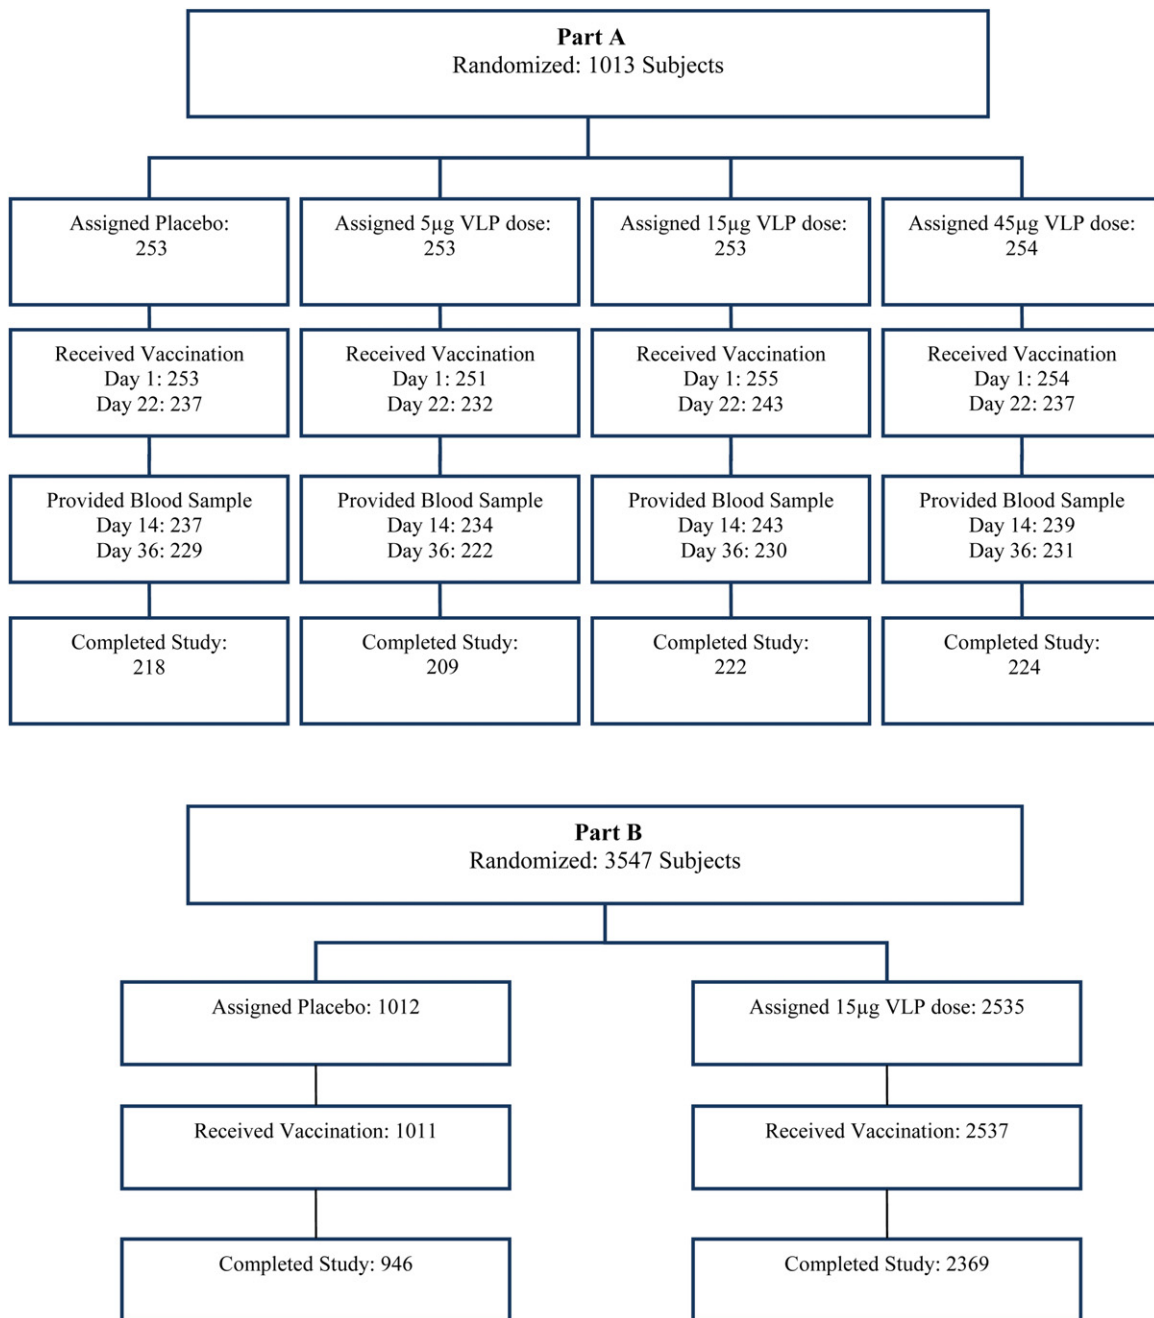 Part A
Randomized: 1013 Subjects
Assigned Placebo:
253
Assigned 5µg VLP dose:
253
Assigned 15µg VLP dose:
253
Assigned 45µg VLP dose:
254
Received Vaccination
Day 1: 253
Day 22: 237
Received Vaccination
Day 1: 251
Day 22: 232
Received Vaccination
Day 1: 255
Day 22: 243
Received Vaccination
Day 1: 254
Day 22: 237
Provided Blood Sample
Day 14: 237
Day 36: 229
Provided Blood Sample
Day 14: 234
Day 36: 222
Provided Blood Sample
Day 14: 243
Day 36: 230
Provided Blood Sample
Day 14: 239
Day 36: 231
Completed Study:
218
Completed Study:
209
Completed Study:
222
Completed Study:
224
Part B
Randomized: 3547 Subjects
Assigned Placebo: 1012
Assigned 15µg VLP dose: 2535
Received Vaccination: 1011
Received Vaccination: 2537
Completed Study: 946
Completed Study: 2369